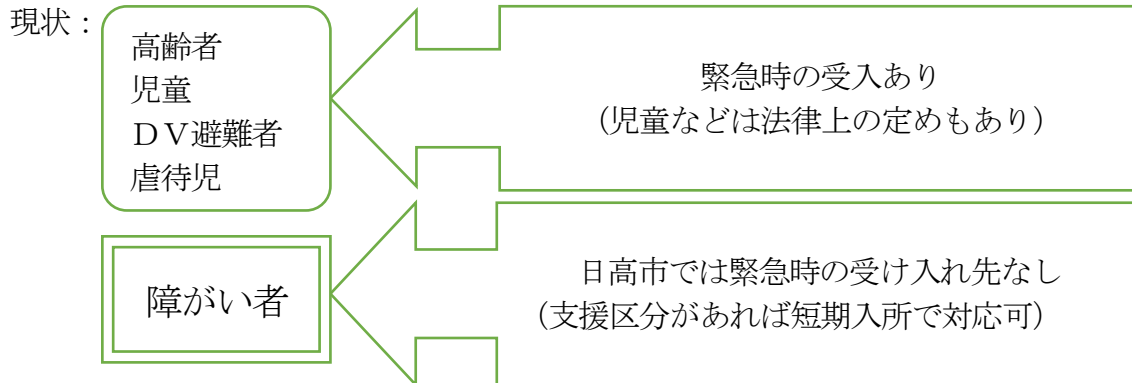 現状：
高齢者
児童
ＤＶ避難者
虐待児
緊急時の受入あり
（児童などは法律上の定めもあり）
障がい者
日高市では緊急時の受け入れ先なし
（支援区分があれば短期入所で対応可）